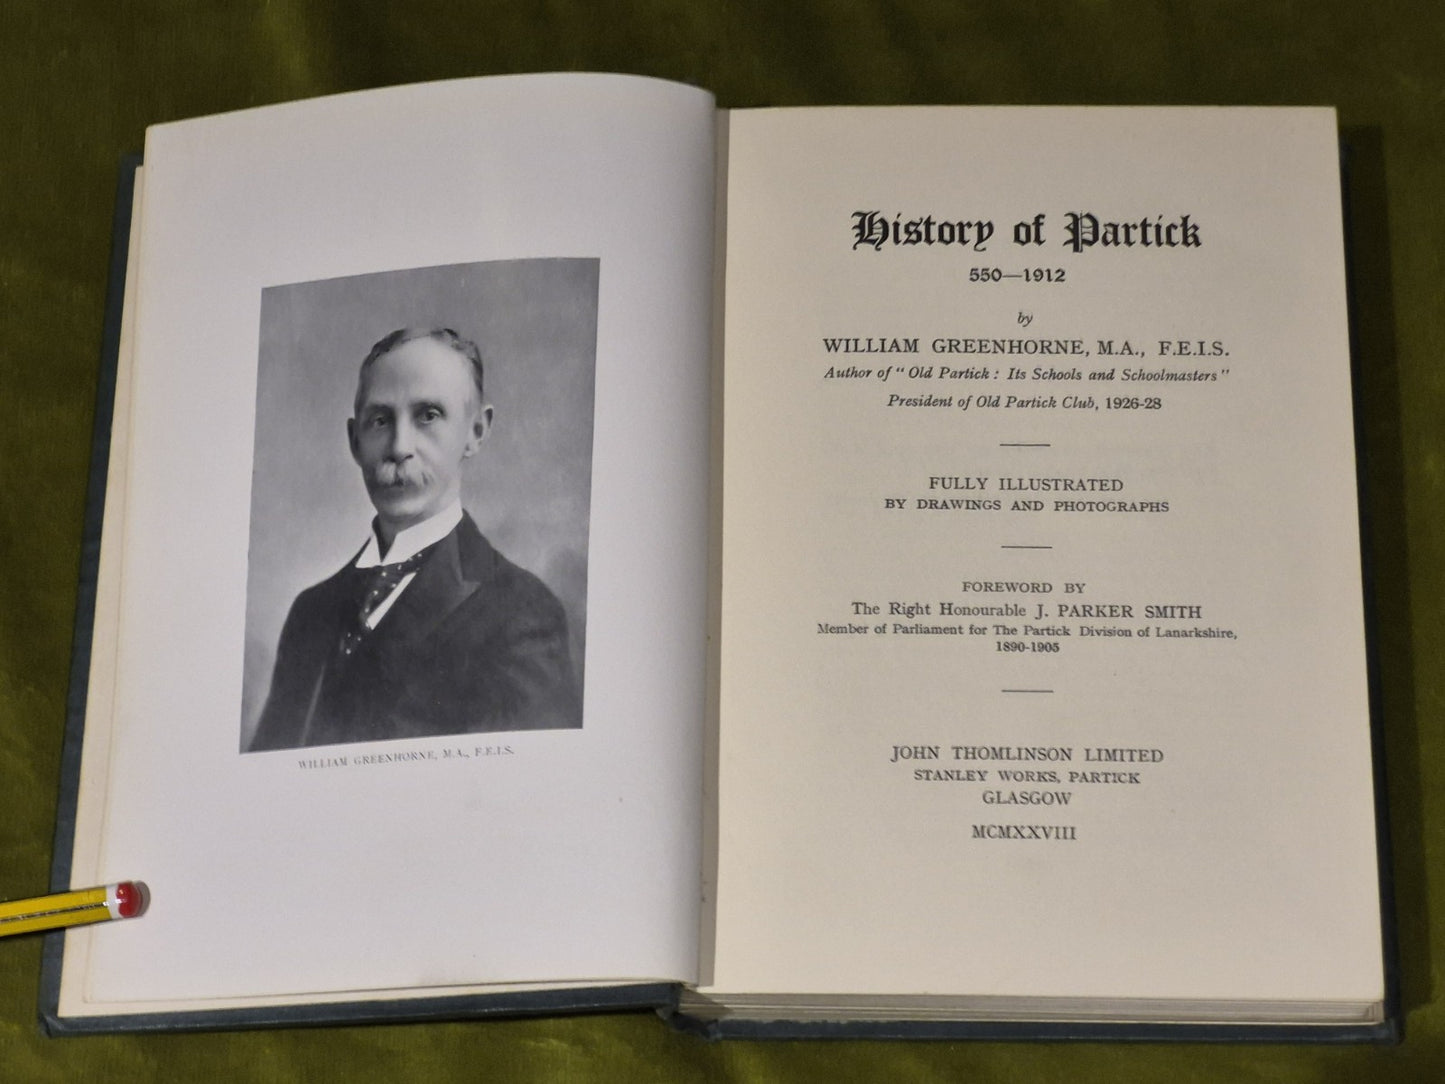 WILLIAM GREENHORNE, M.A., F.E.I.S.
History of Partick
550—1912
by
WILLIAM GREENHORNE, M.A., F.E.I.S.
Author of "Old Partick: Its Schools and Schoolmasters"
President of Old Partick Club, 1926-28
FULLY ILLUSTRATED
BY DRAWINGS AND PHOTOGRAPHS
FOREWORD BY
The Right Honourable J. PARKER SMITH
Member of Parliament for The Partick Division of Lanarkshire,
1890-1905
JOHN THOMLINSON LIMITED
STANLEY WORKS, PARTICK
GLASGOW
MCMXXVIII